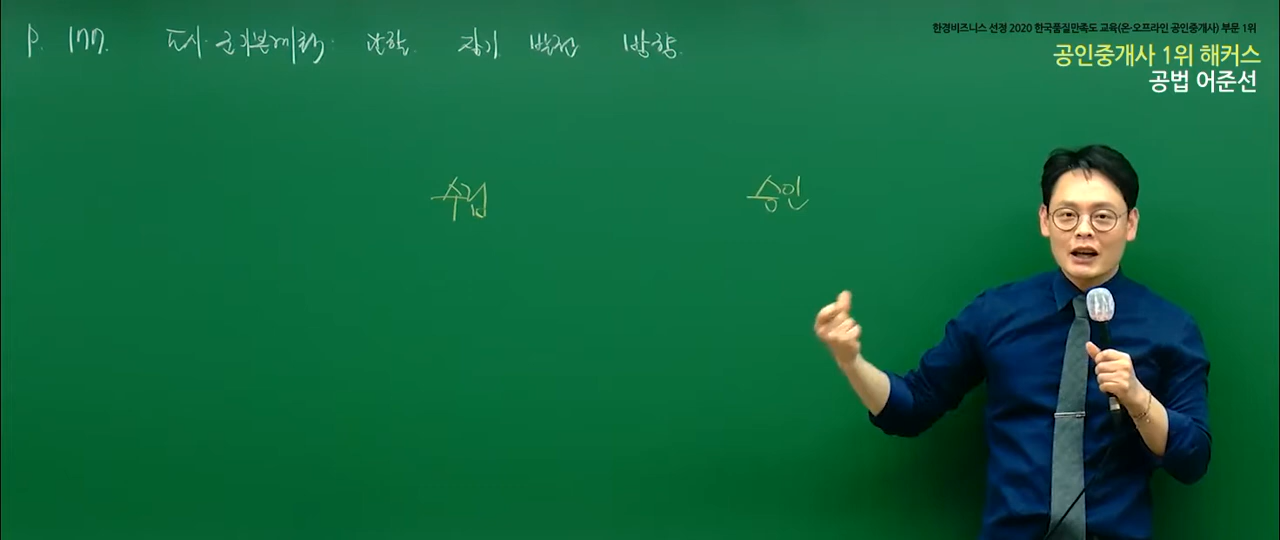 P. 177. 도시·군기본계획. 관할. 장기 발전 방향.
한경비즈니스 선정 2020 한국품질만족도 교육(온·오프라인 공인중개사) 부문 1위
공인중개사 1위 해커스
공법 어준선
수립 승인